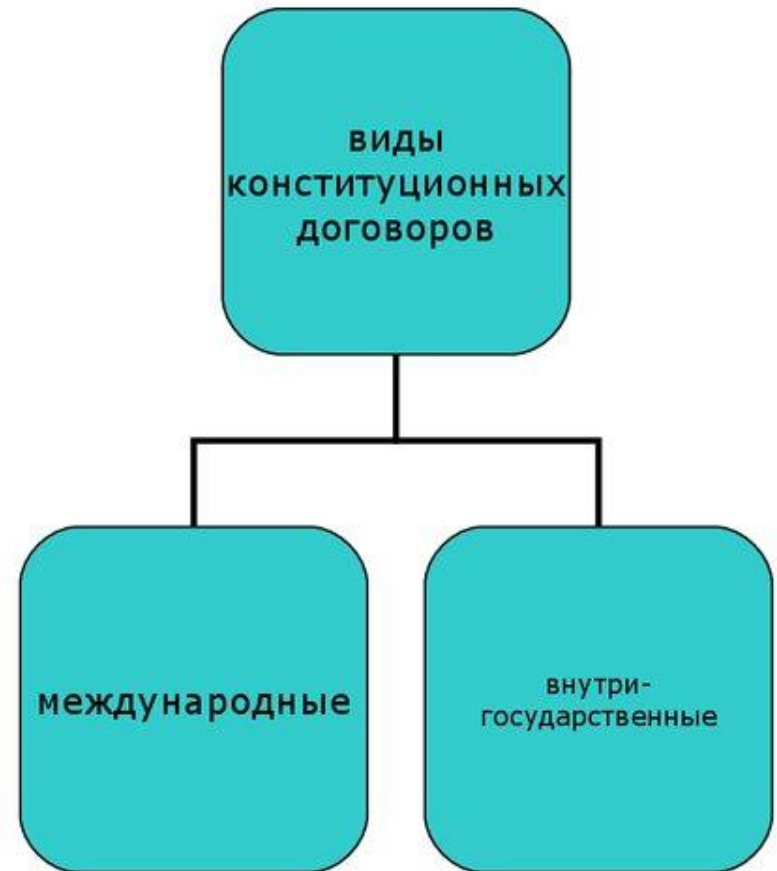 виды
конституционных
договоров
международные
внутри-
государственные